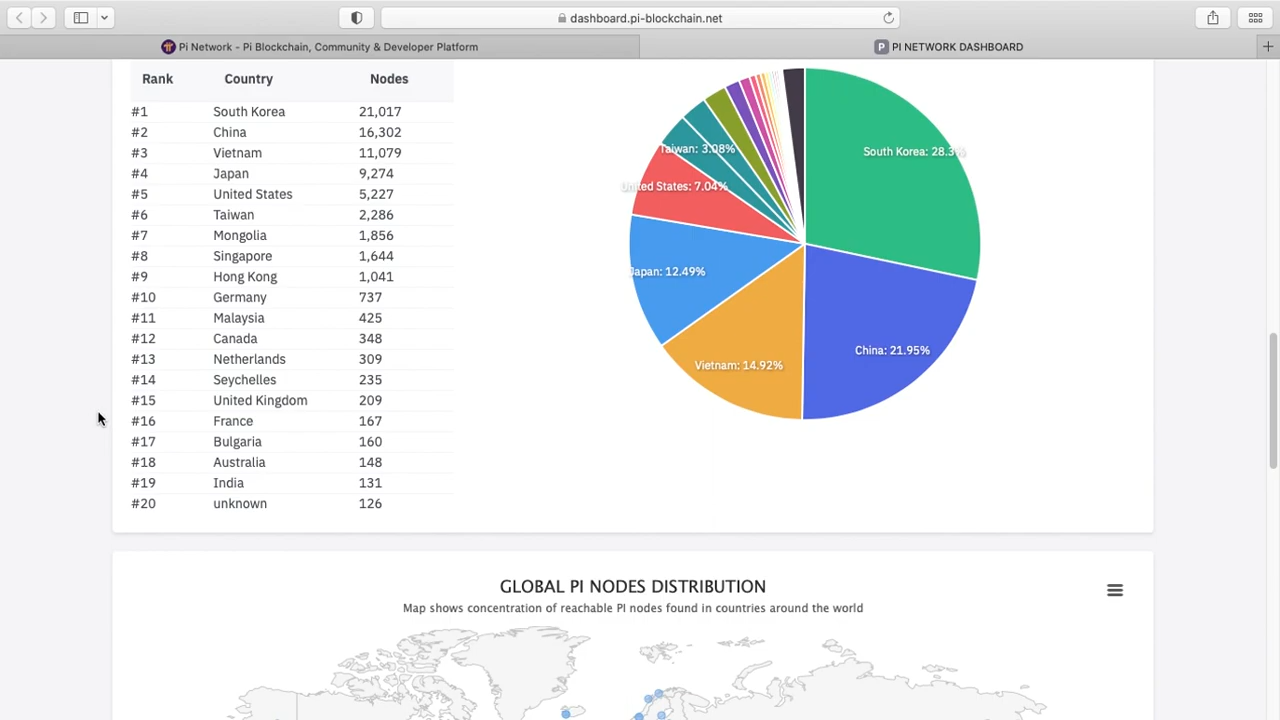 dashboard.pi-blockchain.net
Pi Network - Pi Blockchain, Community & Developer Platform
P PI NETWORK DASHBOARD
Rank Country Nodes
#1 South Korea 21,017
#2 China 16,302
#3 Vietnam 11,079
#4 Japan 9,274
#5 United States 5,227
#6 Taiwan 2,286
#7 Mongolia 1,856
#8 Singapore 1,644
#9 Hong Kong 1,041
#10 Germany 737
#11 Malaysia 425
#12 Canada 348
#13 Netherlands 309
#14 Seychelles 235
#15 United Kingdom 209
#16 France 167
#17 Bulgaria 160
#18 Australia 148
#19 India 131
#20 unknown 126
South Korea: 28.3%
Taiwan: 3.08%
United States: 7.04%
Japan: 12.49%
China: 21.95%
Vietnam: 14.92%
GLOBAL PI NODES DISTRIBUTION
Map shows concentration of reachable PI nodes found in countries around the world